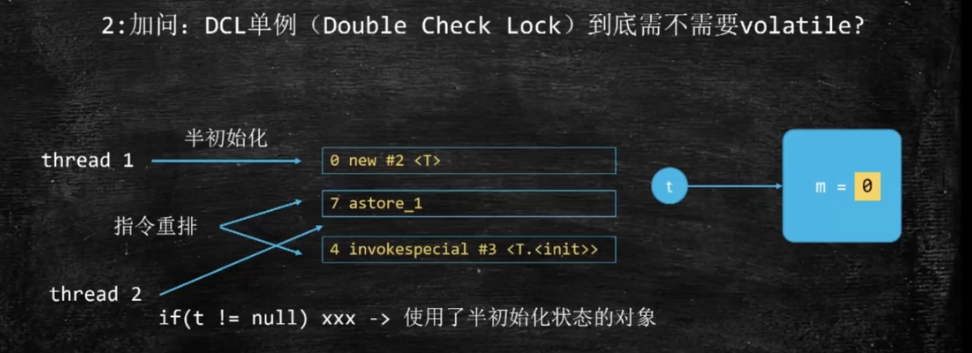 2:加问：DCL单例（Double Check Lock）到底需不需要volatile?
半初始化
thread 1
0 new #2 <T>
t
m = 0
7 astore_1
指令重排
4 invokespecial #3 <T.<init>>
thread 2
if(t != null) xxx -> 使用了半初始化状态的对象